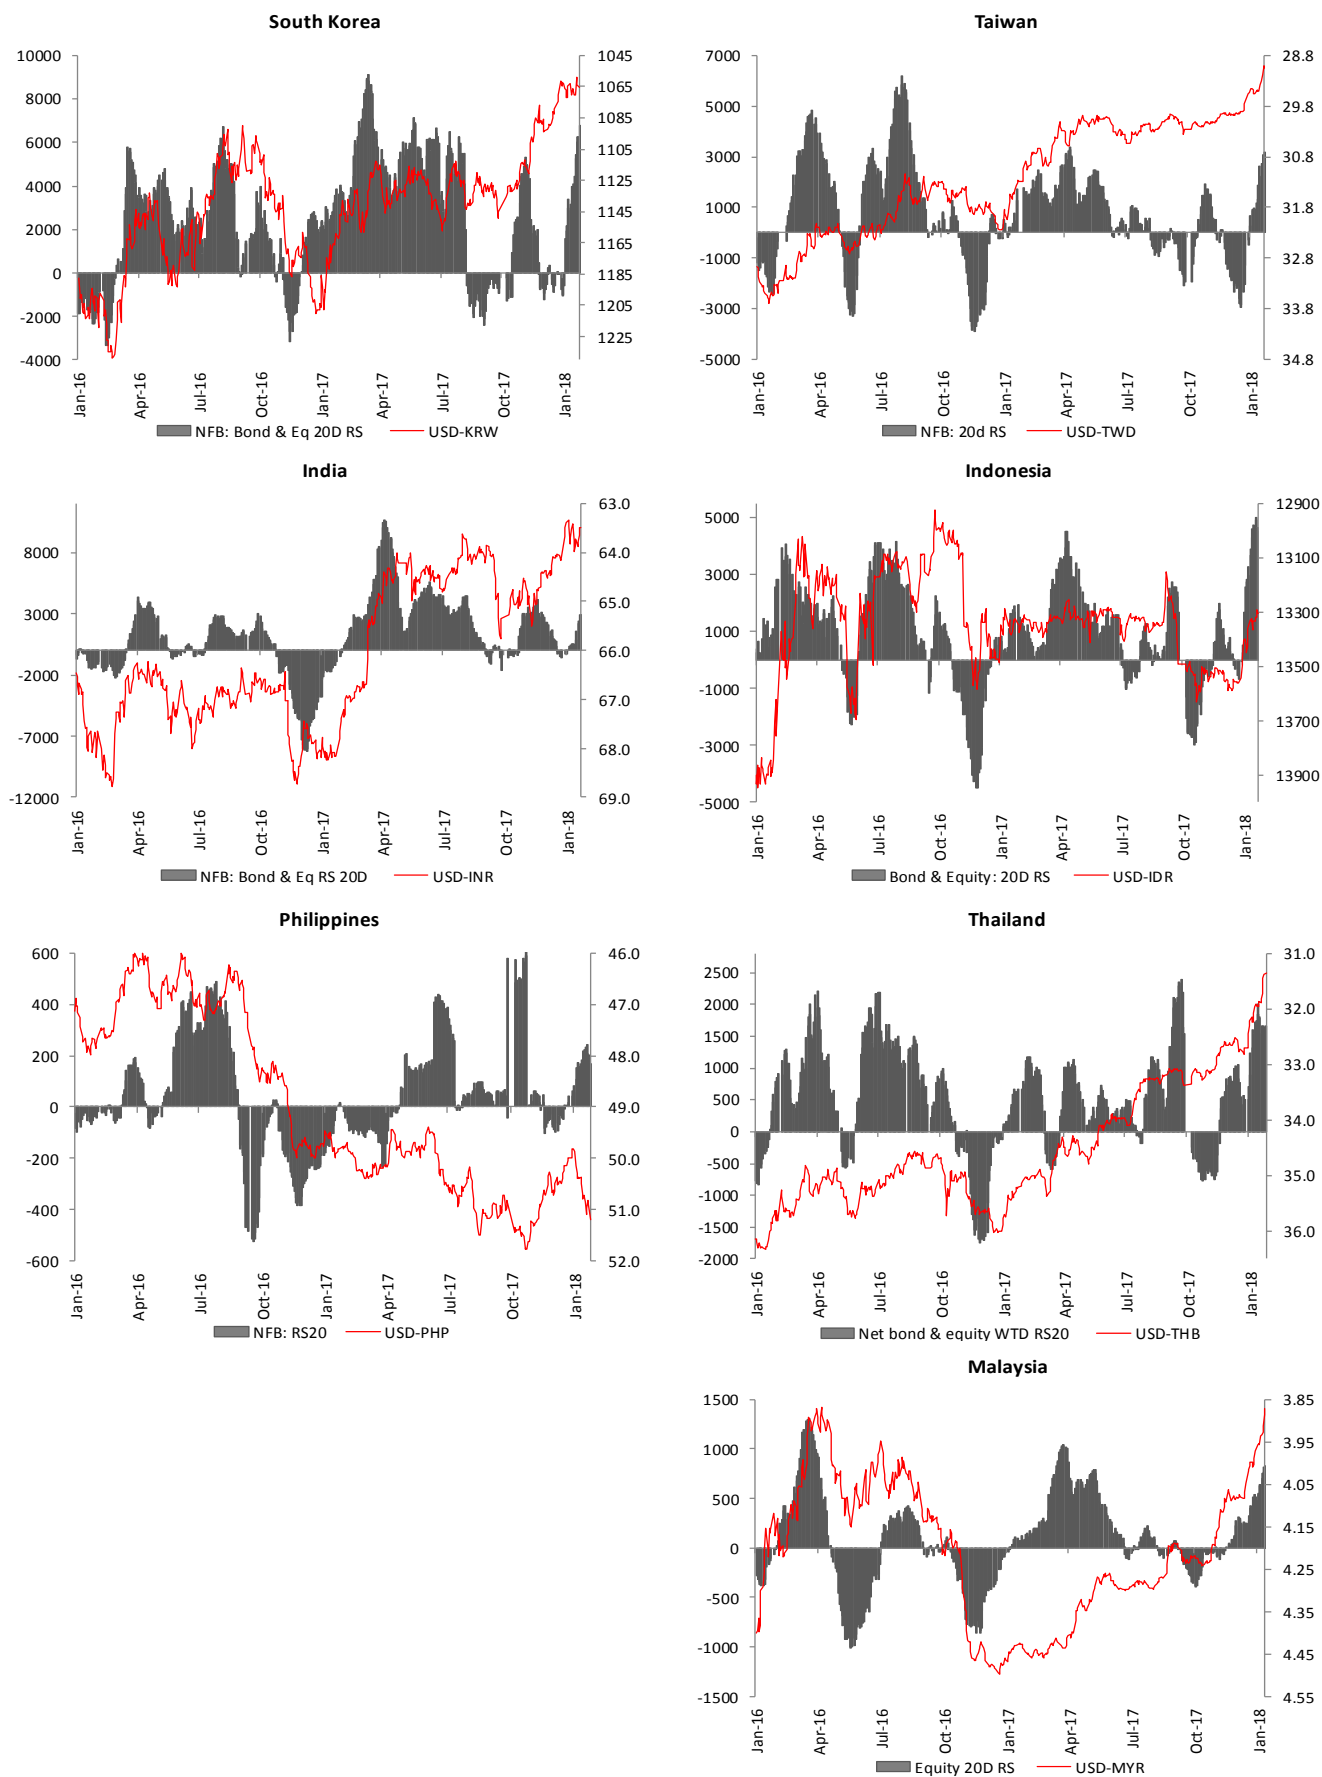 South Korea
10000
8000
6000
4000
2000
0
-2000
-4000
1045
1065
1085
1105
1125
1145
1165
1185
1205
1225
Jan-16
Apr-16
Jul-16
Oct-16
Jan-17
Apr-17
Jul-17
Oct-17
Jan-18
NFB: Bond & Eq 20D RS
USD-KRW
Taiwan
7000
5000
3000
1000
-1000
-3000
-5000
28.8
29.8
30.8
31.8
32.8
33.8
34.8
Jan-16
Apr-16
Jul-16
Oct-16
Jan-17
Apr-17
Jul-17
Oct-17
Jan-18
NFB: 20d RS
USD-TWD
India
8000
3000
-2000
-7000
-12000
63.0
64.0
65.0
66.0
67.0
68.0
69.0
Jan-16
Apr-16
Jul-16
Oct-16
Jan-17
Apr-17
Jul-17
Oct-17
Jan-18
NFB: Bond & Eq RS 20D
USD-INR
Indonesia
5000
3000
1000
-1000
-3000
-5000
12900
13100
13300
13500
13700
13900
Jan-16
Apr-16
Jul-16
Oct-16
Jan-17
Apr-17
Jul-17
Oct-17
Jan-18
Bond & Equity: 20D RS
USD-IDR
Philippines
600
400
200
0
-200
-400
-600
46.0
47.0
48.0
49.0
50.0
51.0
52.0
Jan-16
Apr-16
Jul-16
Oct-16
Jan-17
Apr-17
Jul-17
Oct-17
Jan-18
NFB: RS20
USD-PHP
Thailand
2500
2000
1500
1000
500
0
-500
-1000
-1500
-2000
31.0
32.0
33.0
34.0
35.0
36.0
Jan-16
Apr-16
Jul-16
Oct-16
Jan-17
Apr-17
Jul-17
Oct-17
Jan-18
Net bond & equity WTD RS20
USD-THB
Malaysia
1500
1000
500
0
-500
-1000
-1500
3.85
3.95
4.05
4.15
4.25
4.35
4.45
4.55
Jan-16
Apr-16
Jul-16
Oct-16
Jan-17
Apr-17
Jul-17
Oct-17
Jan-18
Equity 20D RS
USD-MYR